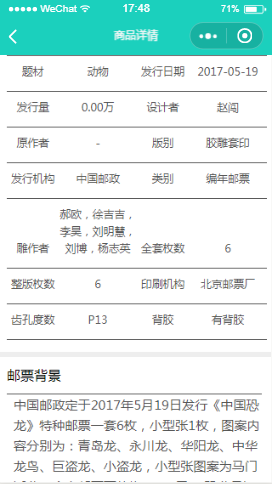 WeChat 17:48 71%
商品详情
题材 动物 发行日期 2017-05-19
发行量 0.00万 设计者 赵闯
原作者 - 版别 胶雕套印
发行机构 中国邮政 类别 编年邮票
郝欧，徐吉吉，
李昊，刘明慧，
雕作者 刘博，杨志英 全套枚数 6
整版枚数 6 印刷机构 北京邮票厂
齿孔度数 P13 背胶 有背胶
邮票背景
中国邮政定于2017年5月19日发行《中国恐
龙》特种邮票一套6枚，小型张1枚，图案内
容分别为：青岛龙、永川龙、华阳龙、中华
龙鸟、巨盗龙、小盗龙，小型张图案为马门